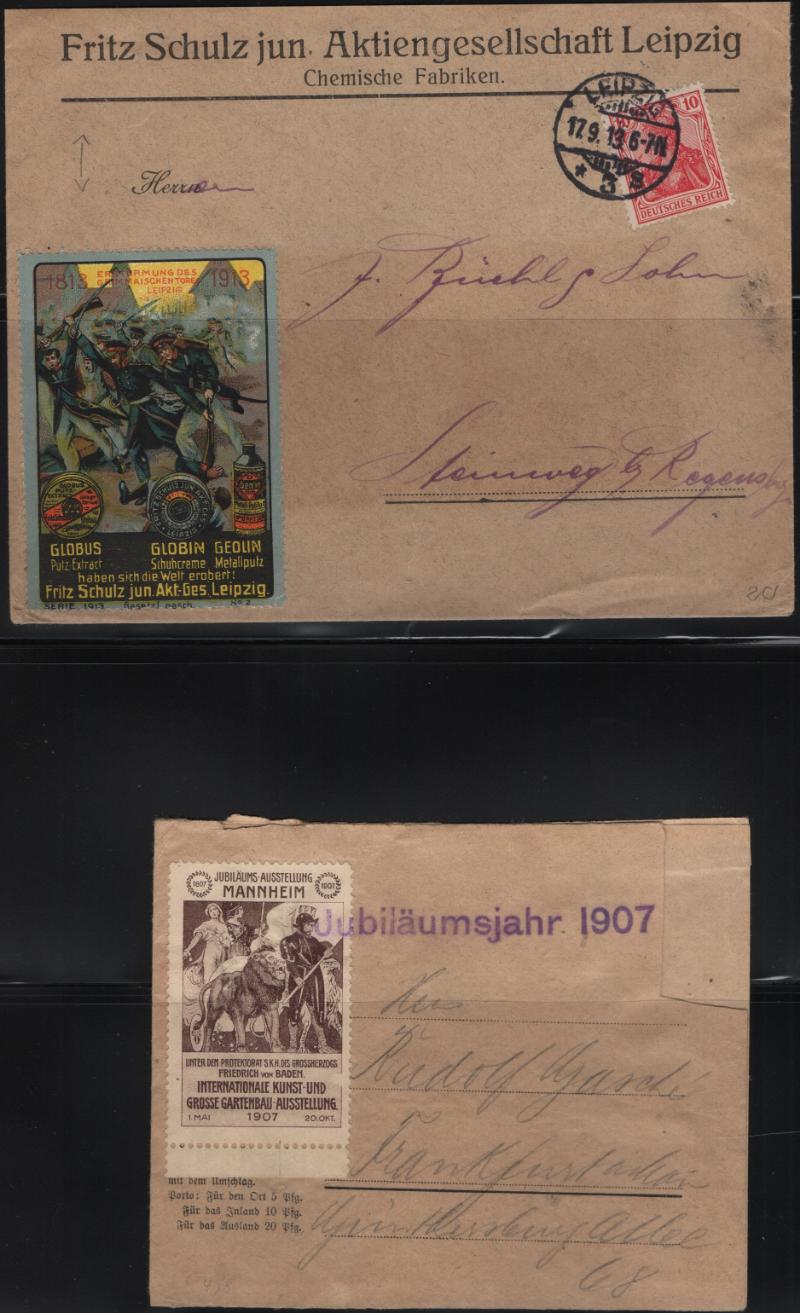 Fritz Schulz jun. Aktiengesellschaft Leipzig
Chemische Fabriken.
LEIPZIG
17.9.13.6-7N
* 3 s
10
DEUTSCHES REICH
Herren
F. Büchl & Sohn
Steinweg b/ Regensbg
1813 ERSTÜRMUNG DES 1913
GRIMMAISCHEN TORES
LEIPZIG
GLOBUS GLOBIN GEOLIN
Putz-Extract Schuhcreme Metallputz
haben sich die Welt erobert!
Fritz Schulz jun. Akt-Ges. Leipzig.
SERIE 1913 Gesetzl. gesch. No 2
1607 JUBILÄUMS-AUSSTELLUNG 1907
MANNHEIM
Jubiläumsjahr 1907
UNTER DEM PROTEKTORAT S.K.H. DES GROSSHERZOGS
FRIEDRICH VON BADEN.
INTERNATIONALE KUNST-UND
GROSSE GARTENBAU-AUSSTELLUNG.
1. MAI 1907 20. OKT.
Rudolf
Frankfurt
68
mit dem Umschlag.
Porto: Für den Ort 5 Pfg.
Für das Inland 10 Pfg.
Für das Ausland 20 Pfg.